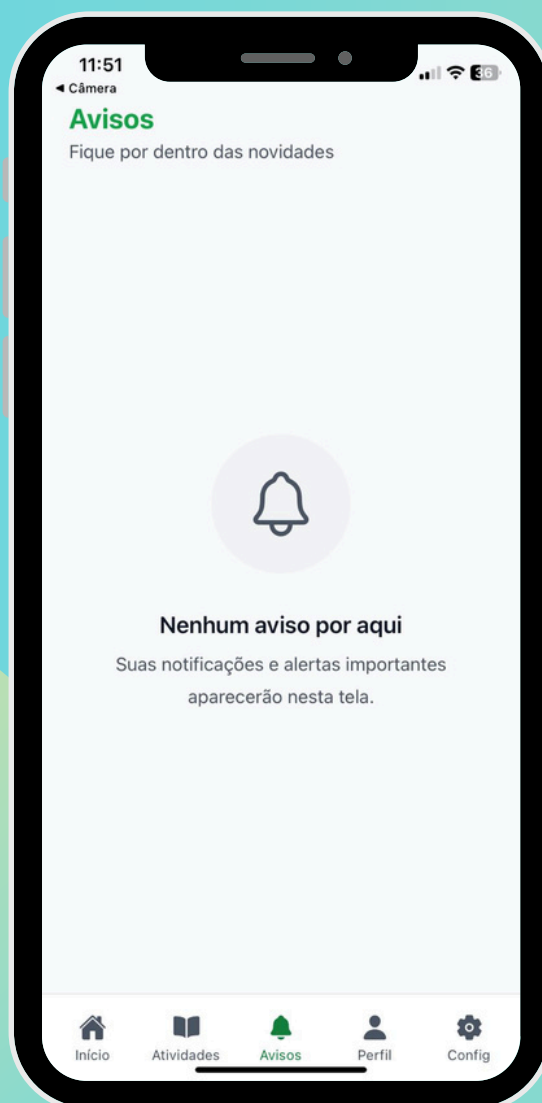 11:51
36
◀ Câmera
Avisos
Fique por dentro das novidades
Nenhum aviso por aqui
Suas notificações e alertas importantes
aparecerão nesta tela.
Início
Atividades
Avisos
Perfil
Config